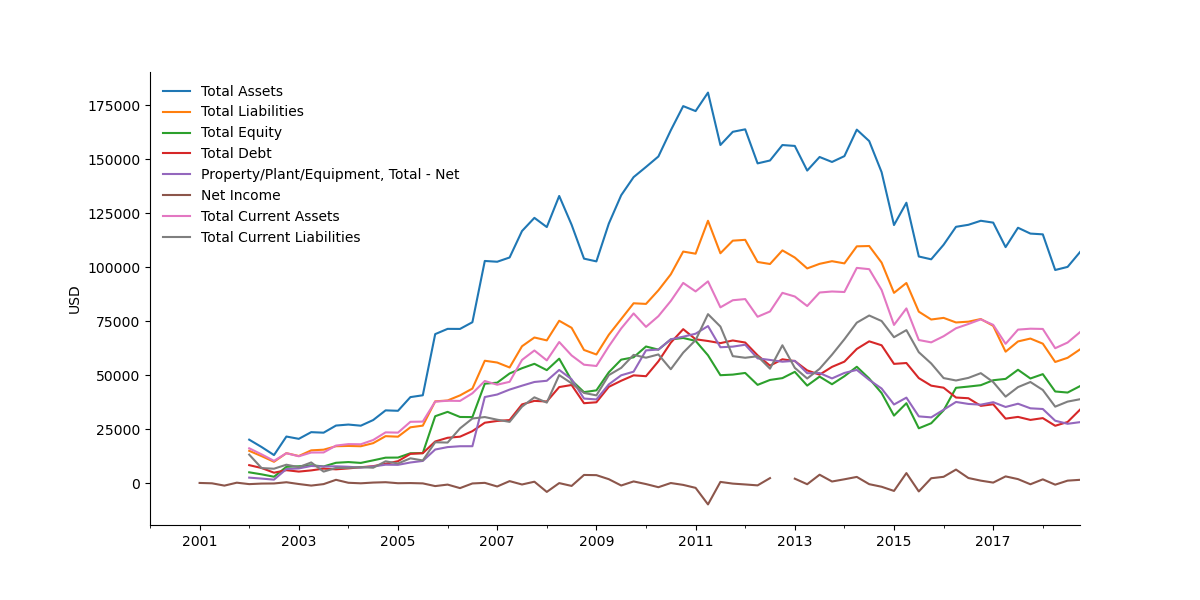 Total Assets
Total Liabilities
Total Equity
Total Debt
Property/Plant/Equipment, Total - Net
Net Income
Total Current Assets
Total Current Liabilities
USD
175000
150000
125000
100000
75000
50000
25000
0
2001 2003 2005 2007 2009 2011 2013 2015 2017